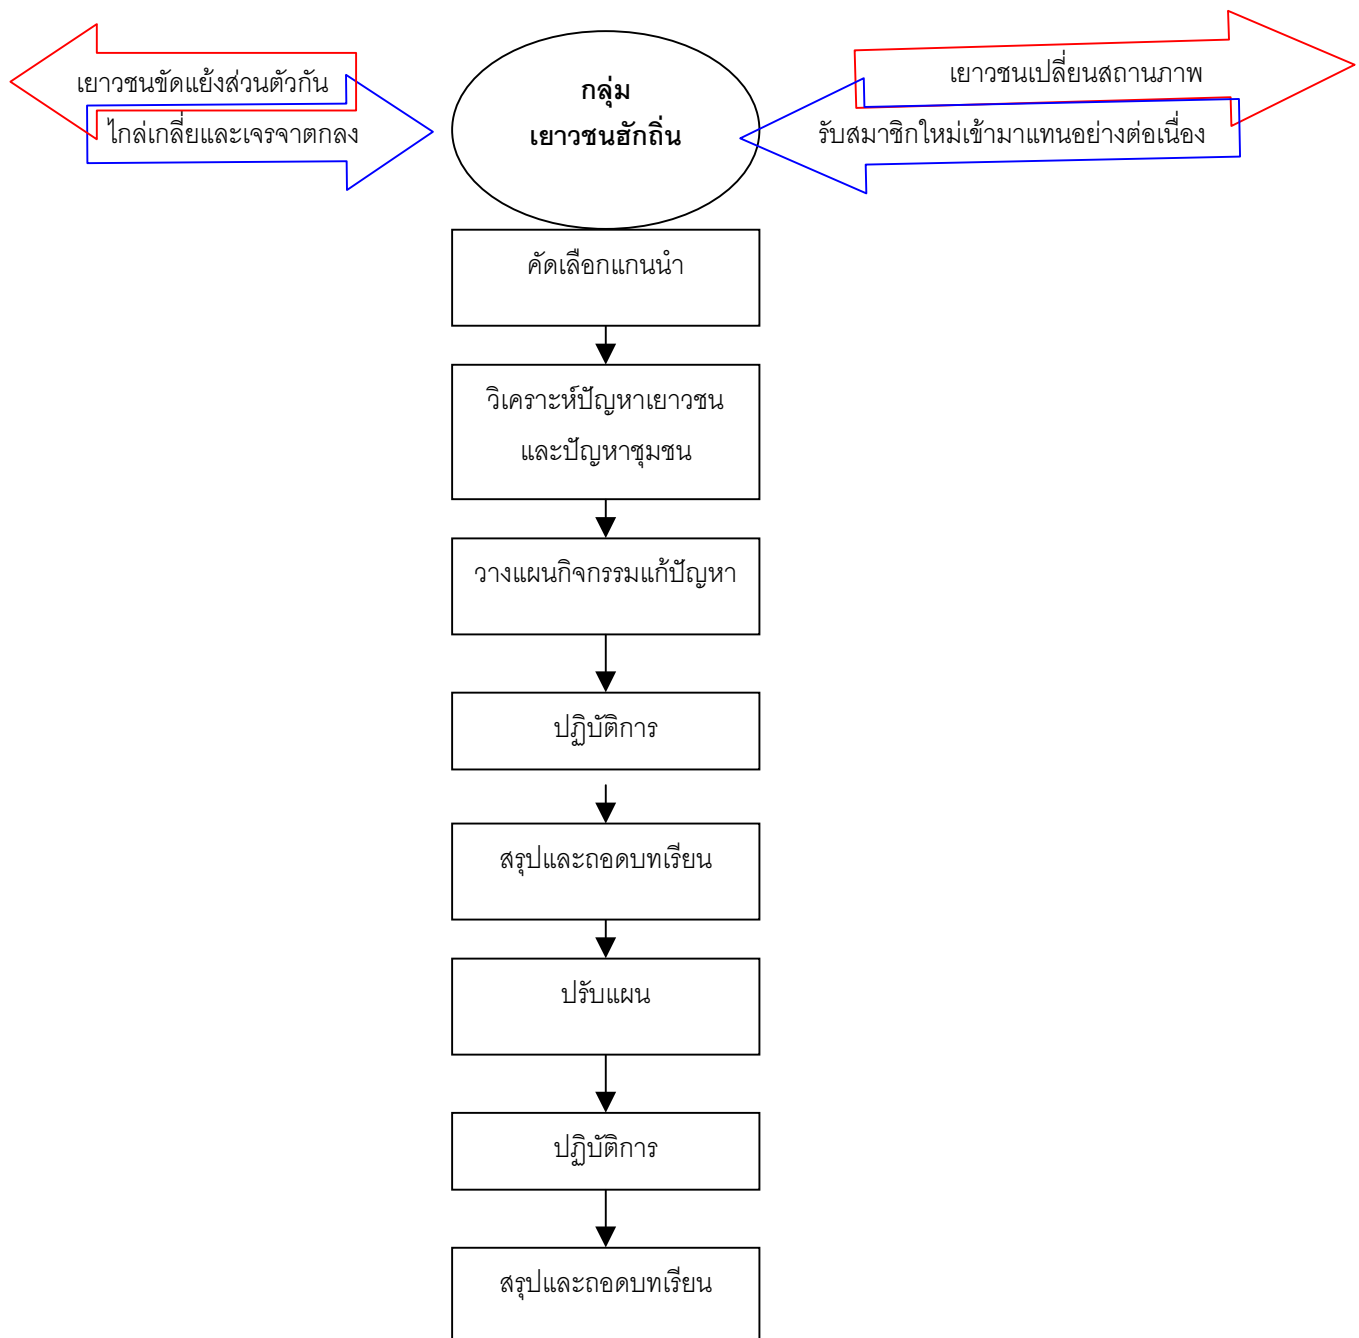 เยาวชนขัดแย้งส่วนตัวกัน
ไกล่เกลี่ยและเจรจาตกลง
กลุ่ม
เยาวชนฮักถิ่น
เยาวชนเปลี่ยนสถานภาพ
รับสมาชิกใหม่เข้ามาแทนอย่างต่อเนื่อง
คัดเลือกแกนนำ
วิเคราะห์ปัญหาเยาวชน
และปัญหาชุมชน
วางแผนกิจกรรมแก้ปัญหา
ปฏิบัติการ
สรุปและถอดบทเรียน
ปรับแผน
ปฏิบัติการ
สรุปและถอดบทเรียน